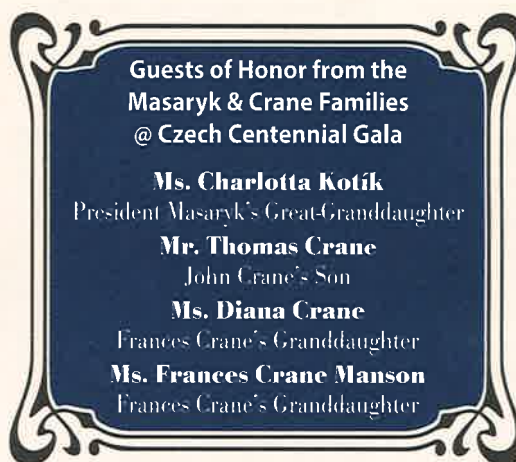 Guests of Honor from the
Masaryk & Crane Families
@ Czech Centennial Gala
Ms. Charlotta Kotík
President Masaryk's Great-Granddaughter
Mr. Thomas Crane
John Crane's Son
Ms. Diana Crane
Frances Crane's Granddaughter
Ms. Frances Crane Manson
Frances Crane's Granddaughter